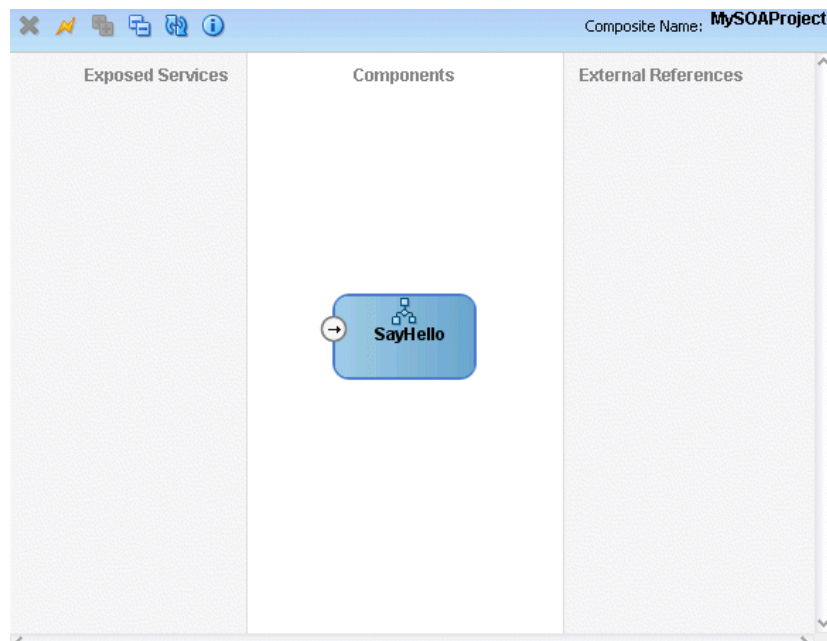 Composite Name: MySOAProject
Exposed Services
Components
External References
SayHello